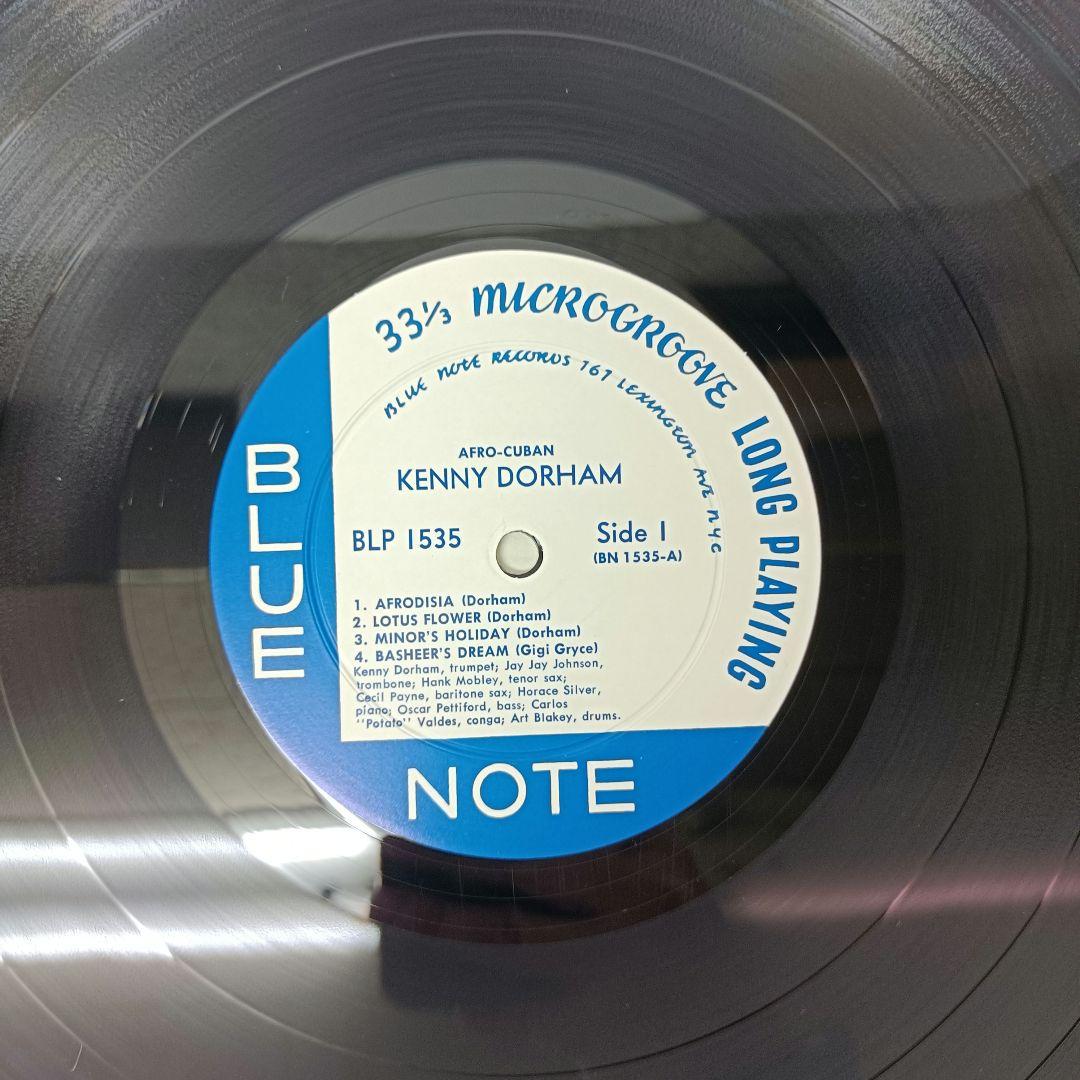 33⅓ MICROGROOVE LONG PLAYING
BLUE NOTE RECORDS 767 LEXINGTON AVE N.Y.C
AFRO-CUBAN
KENNY DORHAM
BLP 1535
Side 1
(BN 1535-A)
1. AFRODISIA (Dorham)
2. LOTUS FLOWER (Dorham)
3. MINOR'S HOLIDAY (Dorham)
4. BASHEER'S DREAM (Gigi Gryce)
Kenny Dorham, trumpet; Jay Jay Johnson,
trombone; Hank Mobley, tenor sax;
Cecil Payne, baritone sax; Horace Silver,
piano; Oscar Pettiford, bass; Carlos
"Potato" Valdes, conga; Art Blakey, drums.
BLUE
NOTE